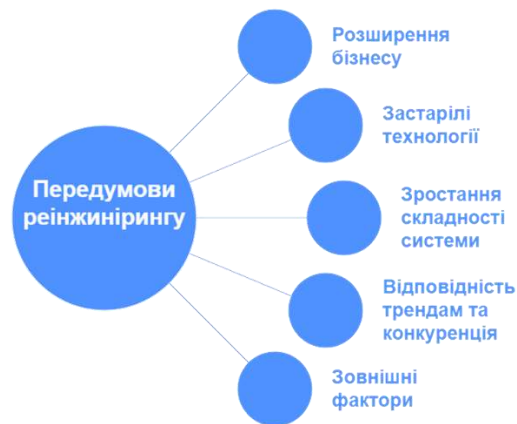 Передумови
реінжинірингу
Розширення
бізнесу
Застарілі
технології
Зростання
складності
системи
Відповідність
трендам та
конкуренція
Зовнішні
фактори